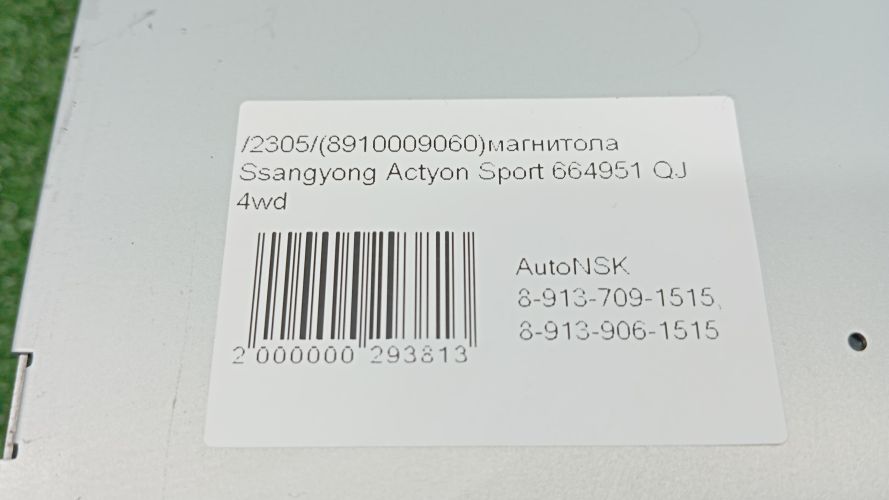 /2305/(8910009060)магнитола
Ssangyong Actyon Sport 664951 QJ
4wd
AutoNSK
8-913-709-1515,
8-913-906-1515
2 000000 293813